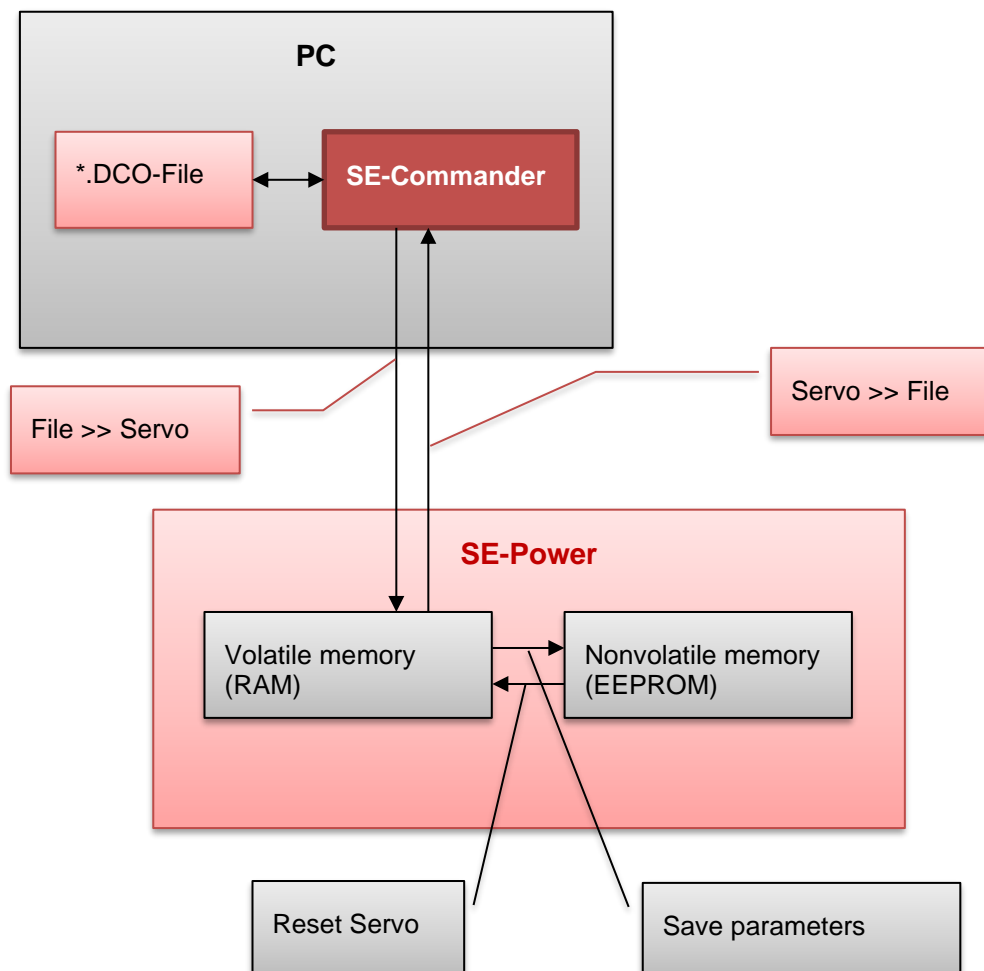 PC
*.DCO-File
SE-Commander
File >> Servo
Servo >> File
SE-Power
Volatile memory
(RAM)
Nonvolatile memory
(EEPROM)
Reset Servo
Save parameters